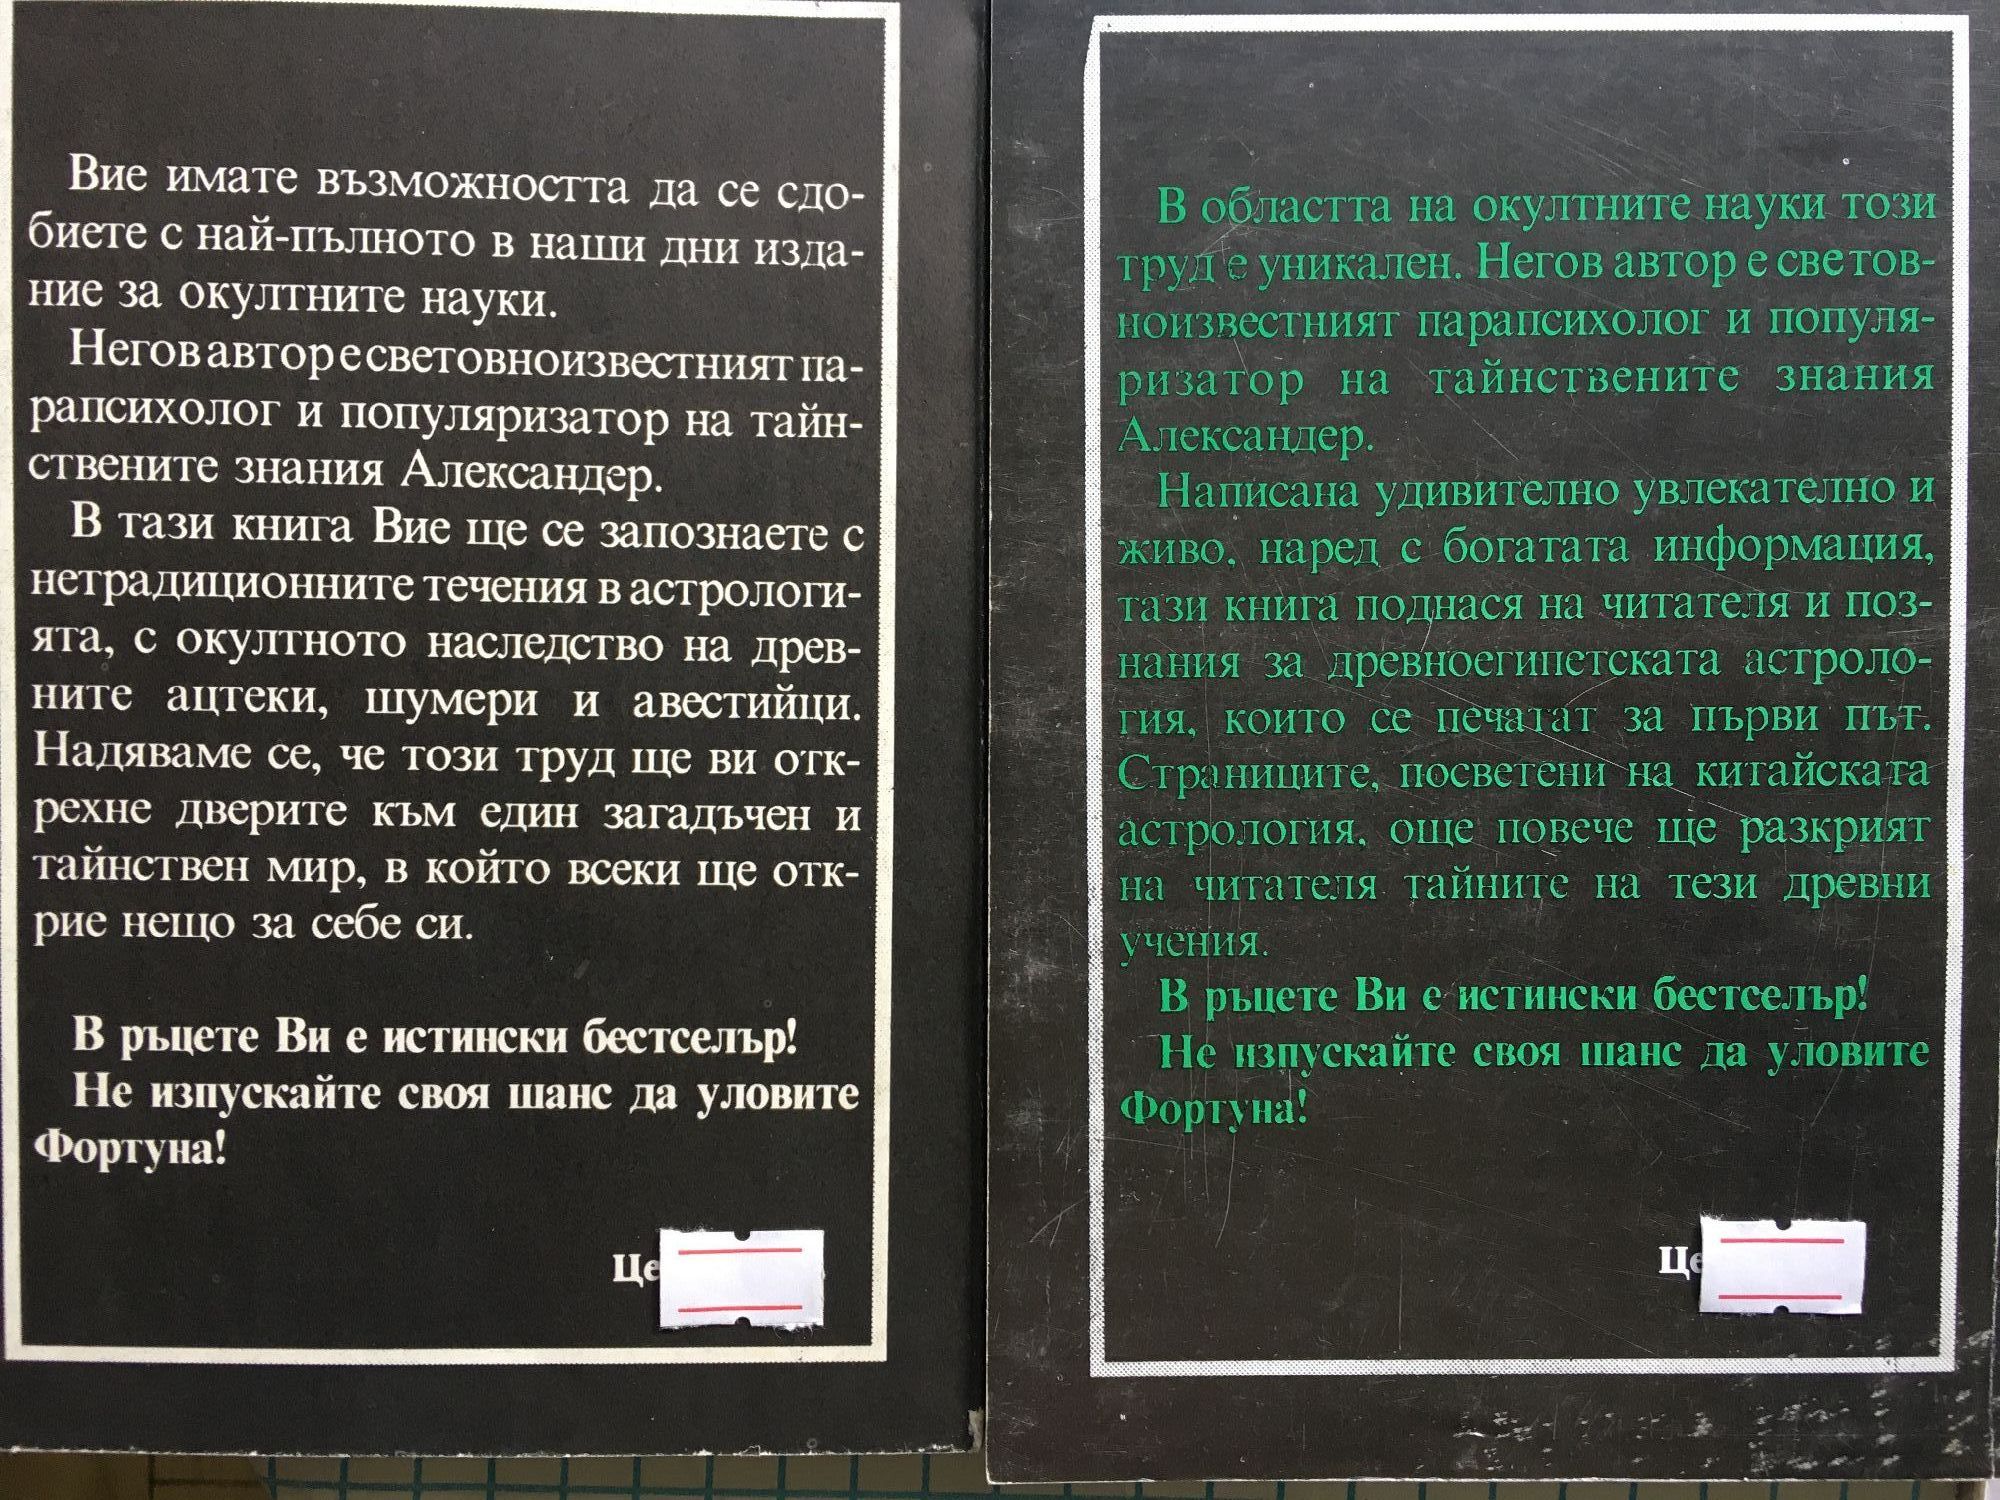 Вие имате възможността да се сдо-
биете с най-пълното в наши дни изда-
ние за окултните науки.
Негов автор е световноизвестният па-
рапсихолог и популяризатор на тайн-
ствените знания Александер.
В тази книга Вие ще се запознаете с
нетрадиционните течения в астрологи-
ята, с окултното наследство на древ-
ните ацтеки, шумери и авестийци.
Надяваме се, че този труд ще ви отк-
рехне дверите към един загадъчен и
тайнствен мир, в който всеки ще отк-
рие нещо за себе си.
В ръцете Ви е истински бестселър!
Не изпускайте своя шанс да уловите
Фортуна!
Це
В областта на окултните науки този
труд е уникален. Негов автор е светов-
ноизвестният парапсихолог и популя-
ризатор на тайнствените знания
Александер.
Написана удивително увлекателно и
живо, наред с богатата информация,
тази книга поднася на читателя и поз-
нания за древноегипетската астроло-
гия, които се печатат за първи път.
Страниците, посветени на китайската
астрология, още повече ще разкрият
на читателя тайните на тези древни
учения.
В ръцете Ви е истински бестселър!
Не изпускайте своя шанс да уловите
Фортуна!
Це